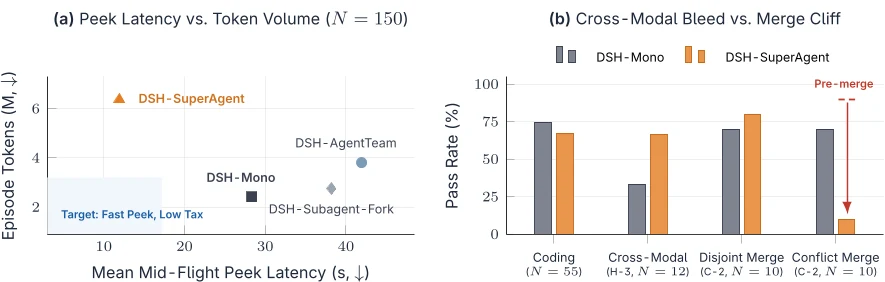 (a) Peek Latency vs. Token Volume (N = 150)
Episode Tokens (M, ↓)
6
4
2
DSH-SuperAgent
DSH-AgentTeam
DSH-Mono
DSH-Subagent-Fork
Target: Fast Peek, Low Tax
10 20 30 40
Mean Mid-Flight Peek Latency (s, ↓)
(b) Cross-Modal Bleed vs. Merge Cliff
DSH-Mono DSH-SuperAgent
Pass Rate (%)
100
75
50
25
0
Pre-merge
Coding
(N = 55)
Cross-Modal
(H-3, N = 12)
Disjoint Merge
(C-2, N = 10)
Conflict Merge
(C-2, N = 10)